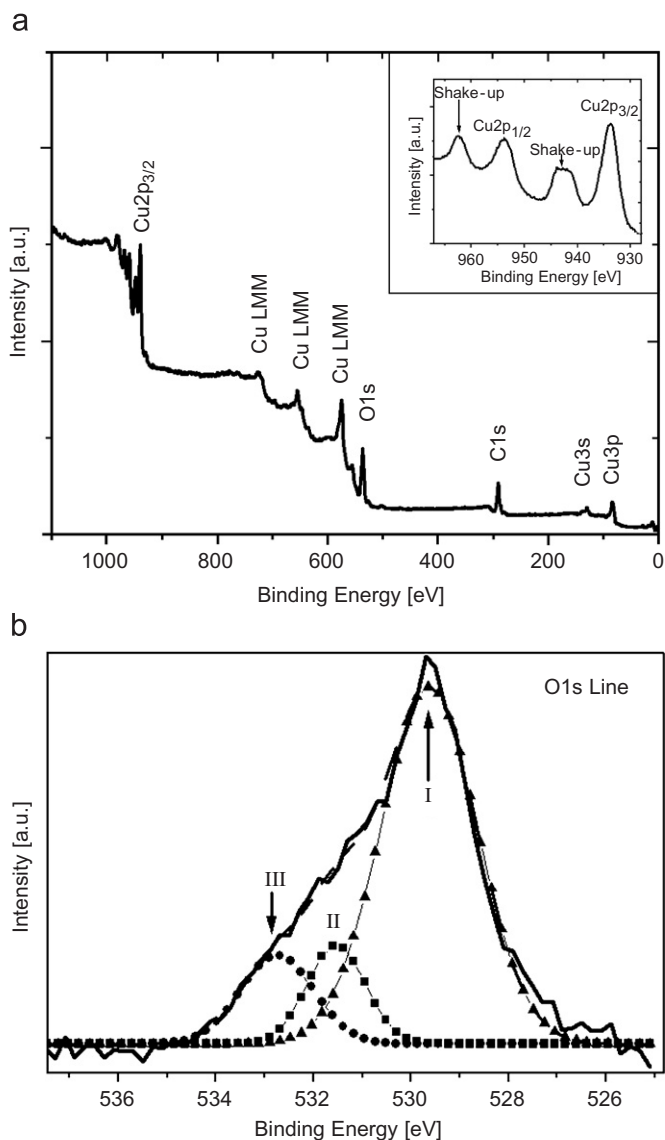 a
Shake-up
Cu2p1/2
Shake-up
Cu2p3/2
Intensity [a.u.]
960 950 940 930
Binding Energy [eV]
Cu2p3/2
Cu LMM
Cu LMM
Cu LMM
O1s
C1s
Cu3s
Cu3p
Intensity [a.u.]
1000 800 600 400 200 0
Binding Energy [eV]
b
O1s Line
I
III
II
Intensity [a.u.]
536 534 532 530 528 526
Binding Energy [eV]